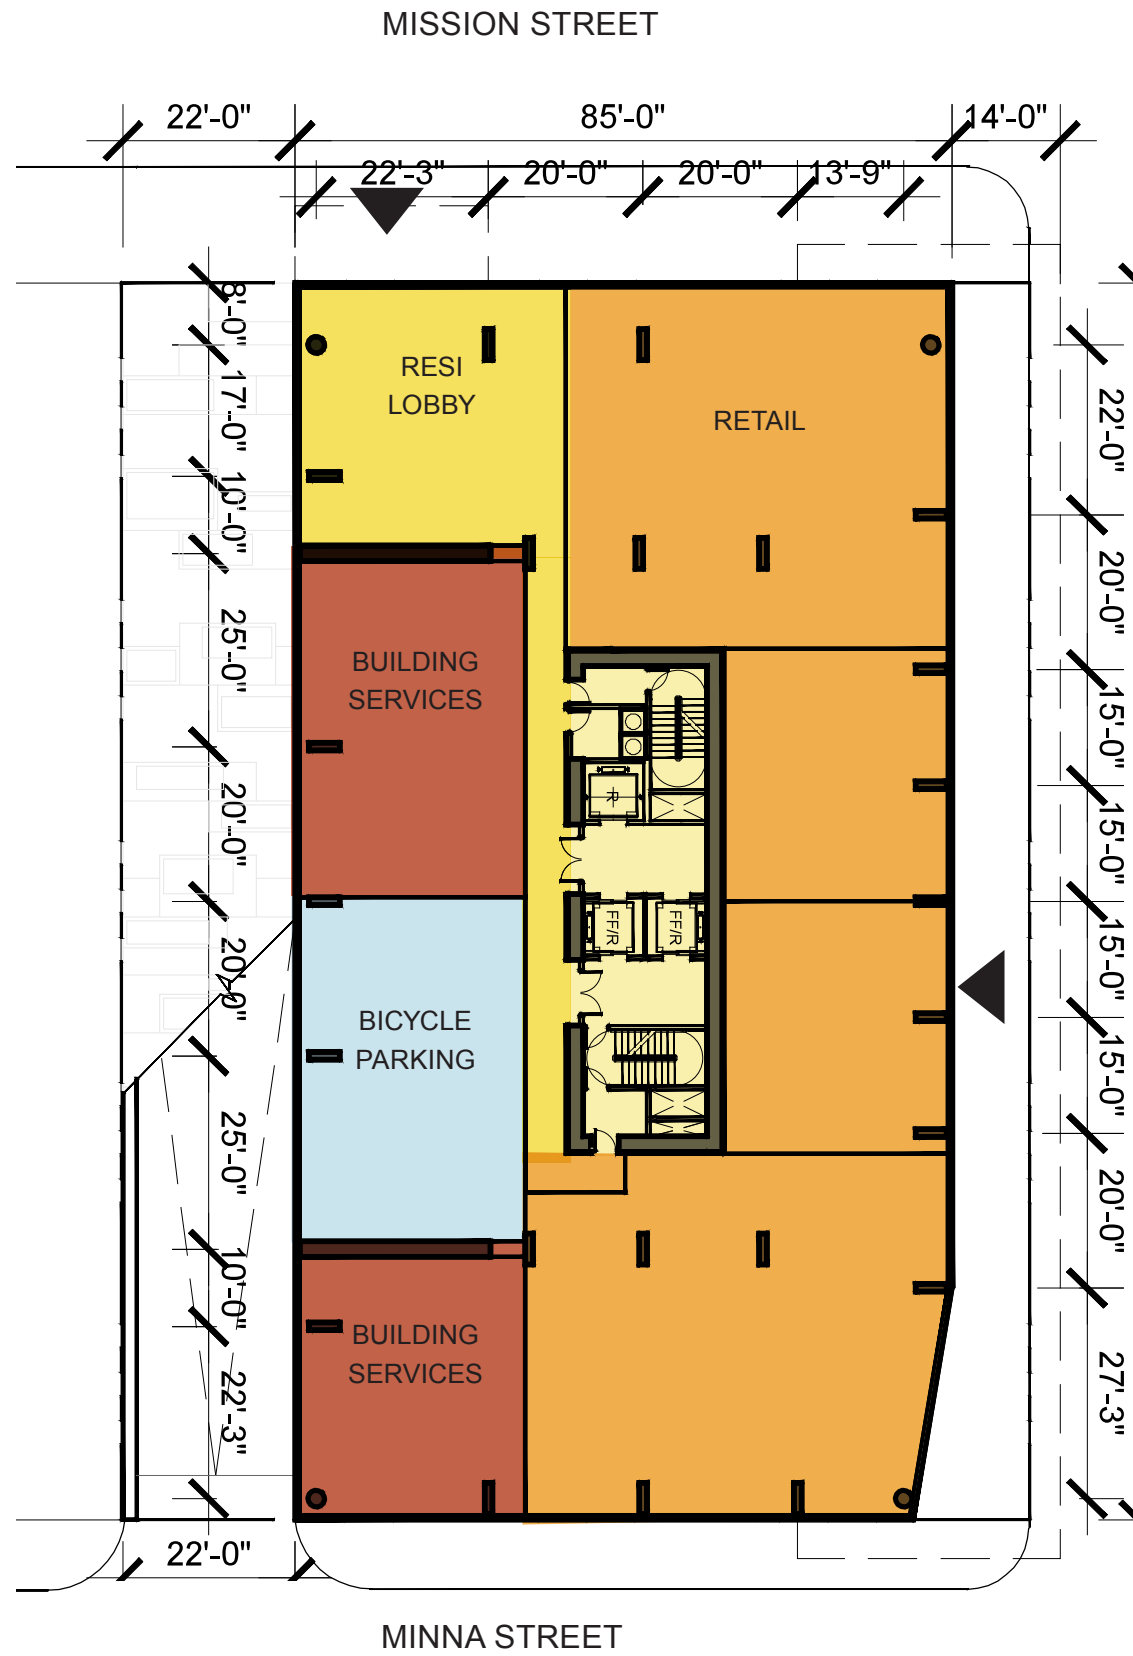 MISSION STREET
22'-0"
85'-0"
14'-0"
22'-3"
20'-0"
20'-0"
13'-9"
8'-0"
17'-0"
10'-0"
25'-0"
20'-0"
20'-0"
25'-0"
10'-0"
22'-3"
RESI
LOBBY
RETAIL
BUILDING
SERVICES
R
FF/R
FF/R
BICYCLE
PARKING
BUILDING
SERVICES
22'-0"
20'-0"
15'-0"
15'-0"
15'-0"
15'-0"
20'-0"
27'-3"
22'-0"
MINNA STREET